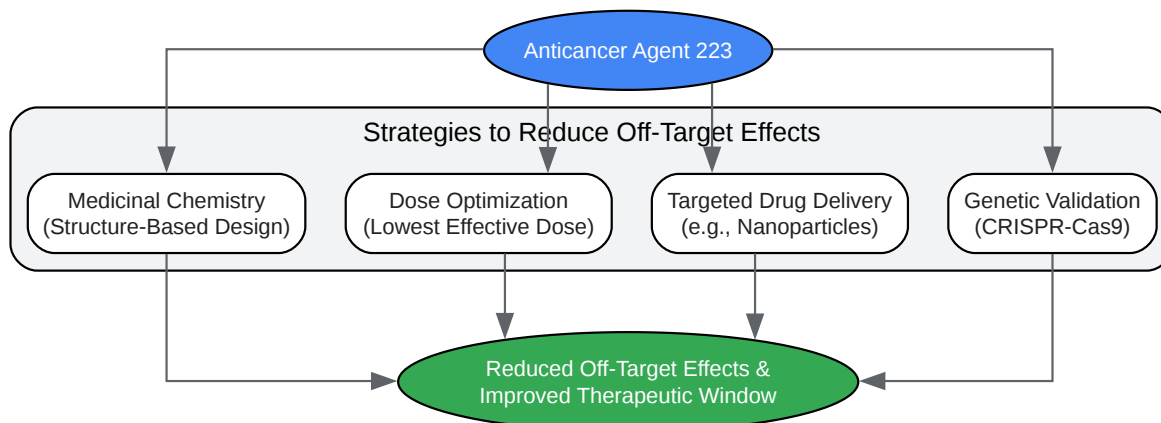 Anticancer Agent 223
Strategies to Reduce Off-Target Effects
Medicinal Chemistry
(Structure-Based Design)
Dose Optimization
(Lowest Effective Dose)
Targeted Drug Delivery
(e.g., Nanoparticles)
Genetic Validation
(CRISPR-Cas9)
Reduced Off-Target Effects &
Improved Therapeutic Window